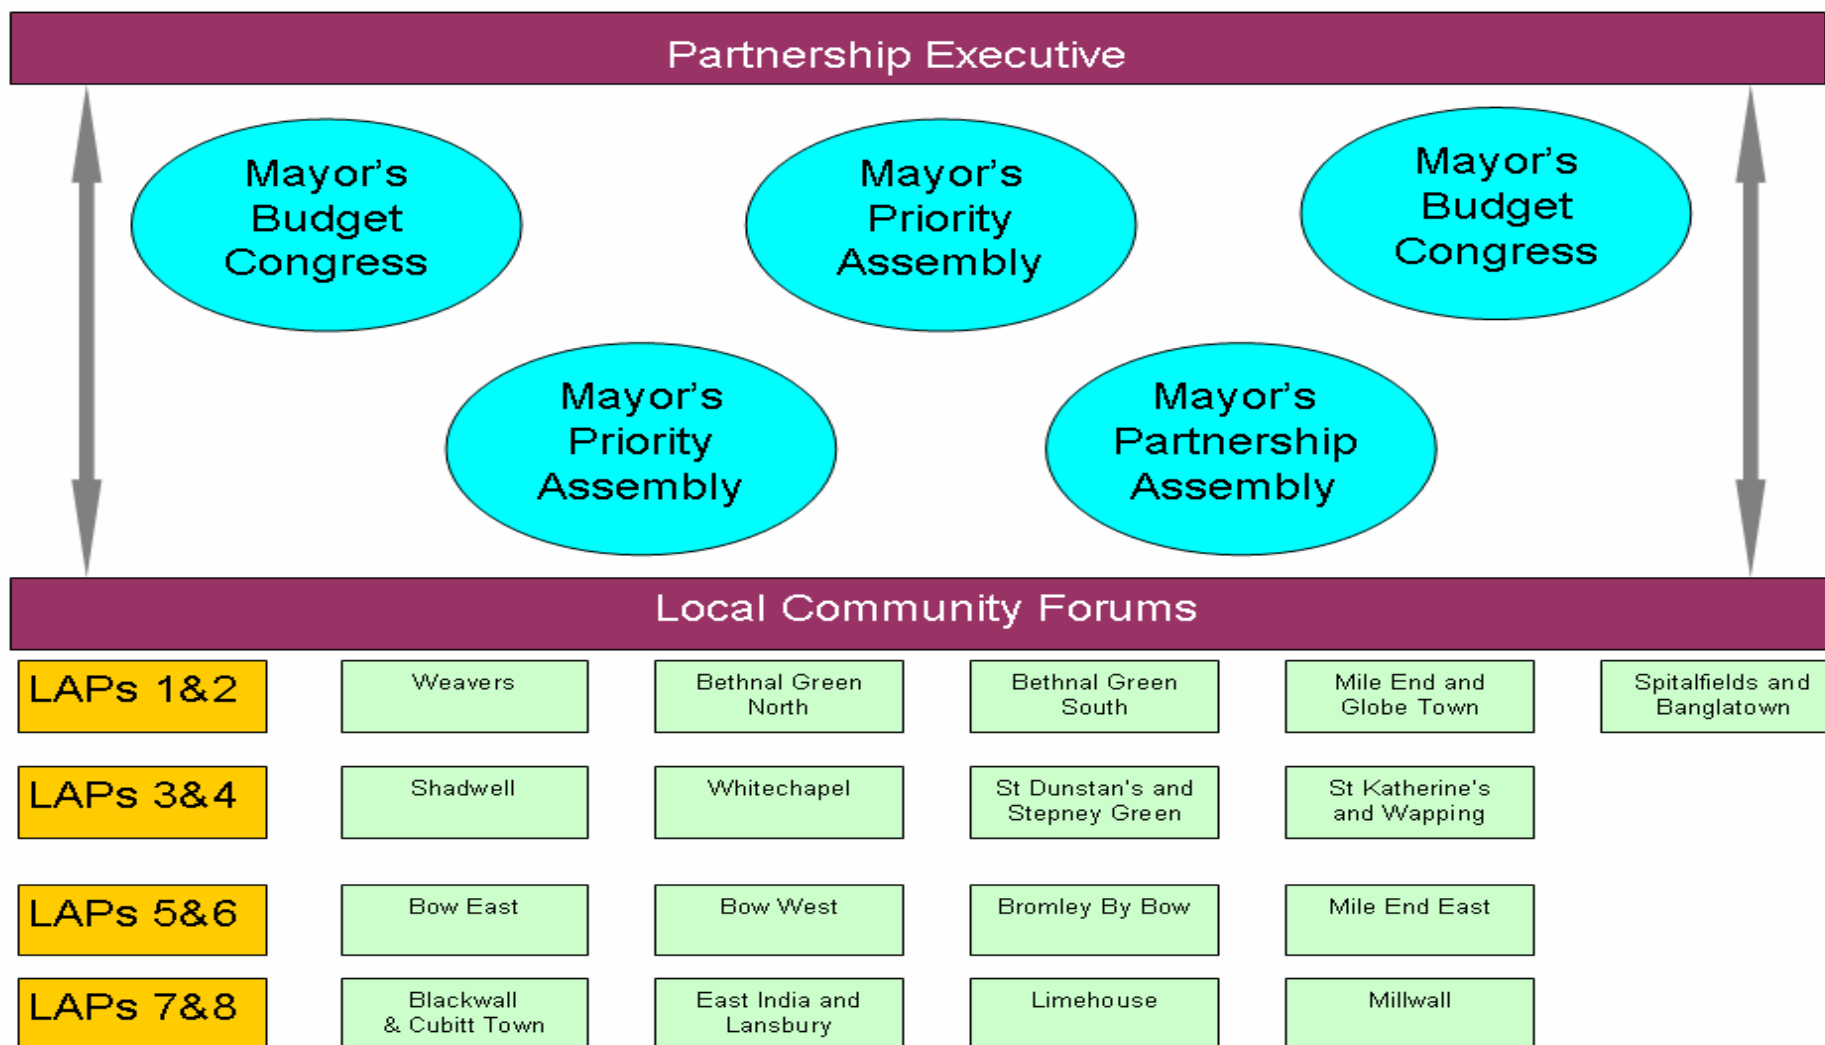 Partnership Executive
Mayor's
Budget
Congress
Mayor's
Priority
Assembly
Mayor's
Budget
Congress
Mayor's
Priority
Assembly
Mayor's
Partnership
Assembly
Local Community Forums
LAPs 1&2
Weavers
Bethnal Green
North
Bethnal Green
South
Mile End and
Globe Town
Spitalfields and
Banglatown
LAPs 3&4
Shadwell
Whitechapel
St Dunstan's and
Stepney Green
St Katherine's
and Wapping
LAPs 5&6
Bow East
Bow West
Bromley By Bow
Mile End East
LAPs 7&8
Blackwall
& Cubitt Town
East India and
Lansbury
Limehouse
Millwall